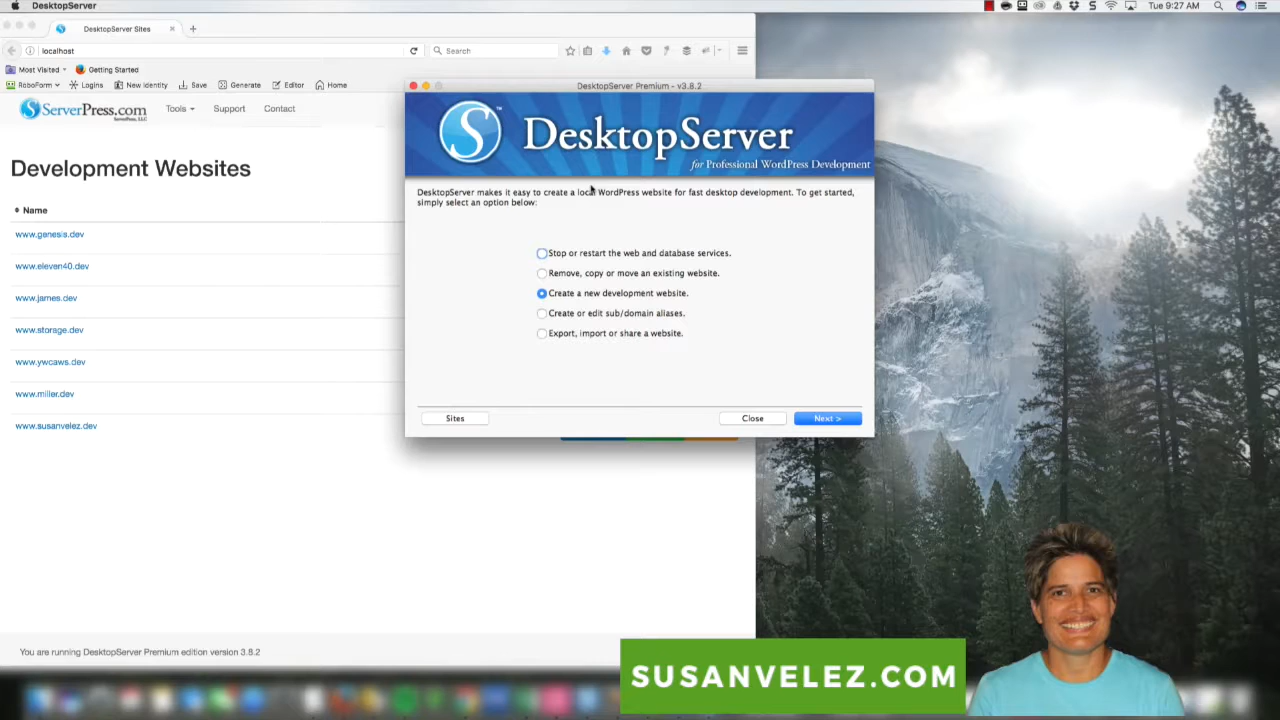 DesktopServer
Tue 9:27 AM
DesktopServer Sites
localhost
Search
Most Visited
Getting Started
RoboForm
Logins
New Identity
Save
Generate
Editor
Home
ServerPress.com
ServerPress, LLC
Tools
Support
Contact
Development Websites
Name
www.genesis.dev
www.eleven40.dev
www.james.dev
www.storage.dev
www.ywcaws.dev
www.miller.dev
www.susanvelez.dev
You are running DesktopServer Premium edition version 3.8.2
DesktopServer Premium - v3.8.2
S
TM
DesktopServer
for Professional WordPress Development
DesktopServer makes it easy to create a local WordPress website for fast desktop development. To get started,
simply select an option below:
Stop or restart the web and database services.
Remove, copy or move an existing website.
Create a new development website.
Create or edit sub/domain aliases.
Export, import or share a website.
Sites
Close
Next >
SUSANVELEZ.COM